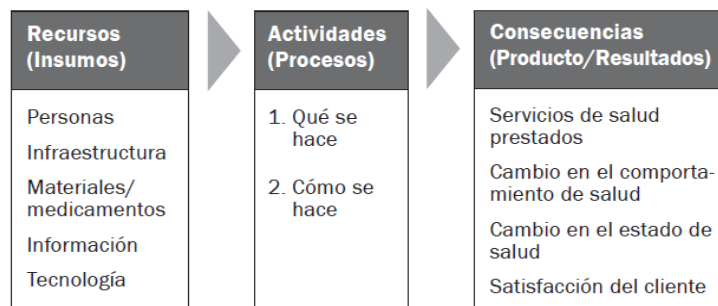 Recursos
(Insumos)
Personas
Infraestructura
Materiales/
medicamentos
Información
Tecnología
Actividades
(Procesos)
1. Qué se
hace
2. Cómo se
hace
Consecuencias
(Producto/Resultados)
Servicios de salud
prestados
Cambio en el comporta-
miento de salud
Cambio en el estado de
salud
Satisfacción del cliente